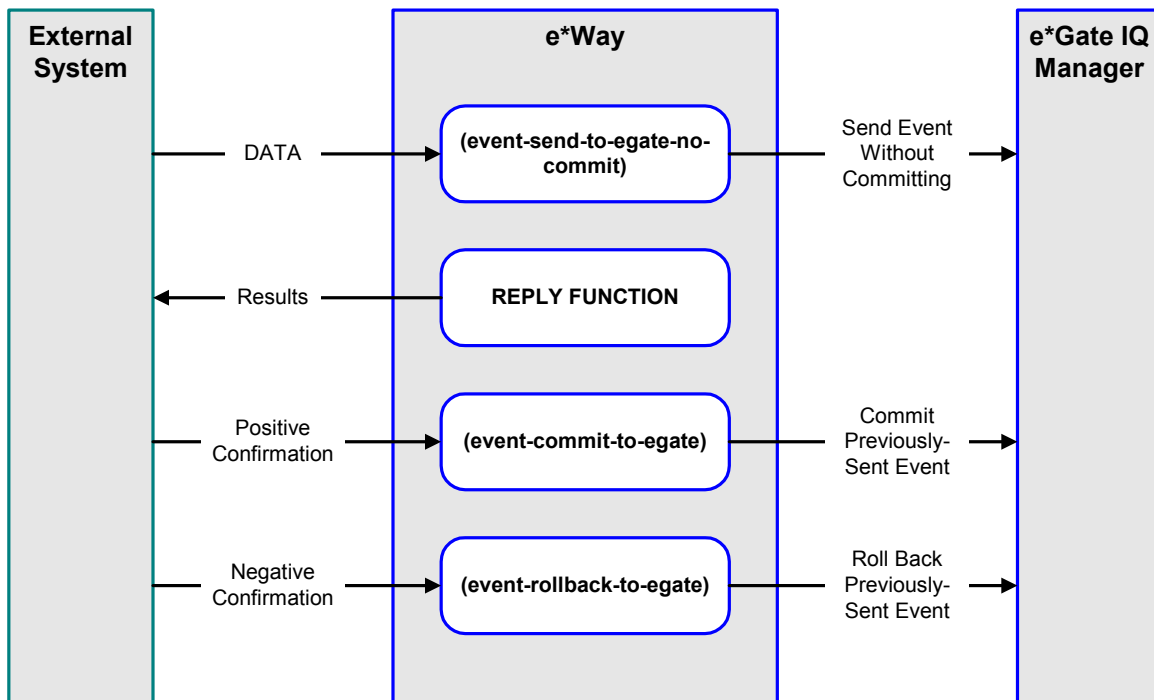 External
System
e*Way
e*Gate IQ
Manager
DATA
(event-send-to-egate-no-
commit)
Send Event
Without
Committing
Results
REPLY FUNCTION
Positive
Confirmation
(event-commit-to-egate)
Commit
Previously-
Sent Event
Negative
Confirmation
(event-rollback-to-egate)
Roll Back
Previously-
Sent Event